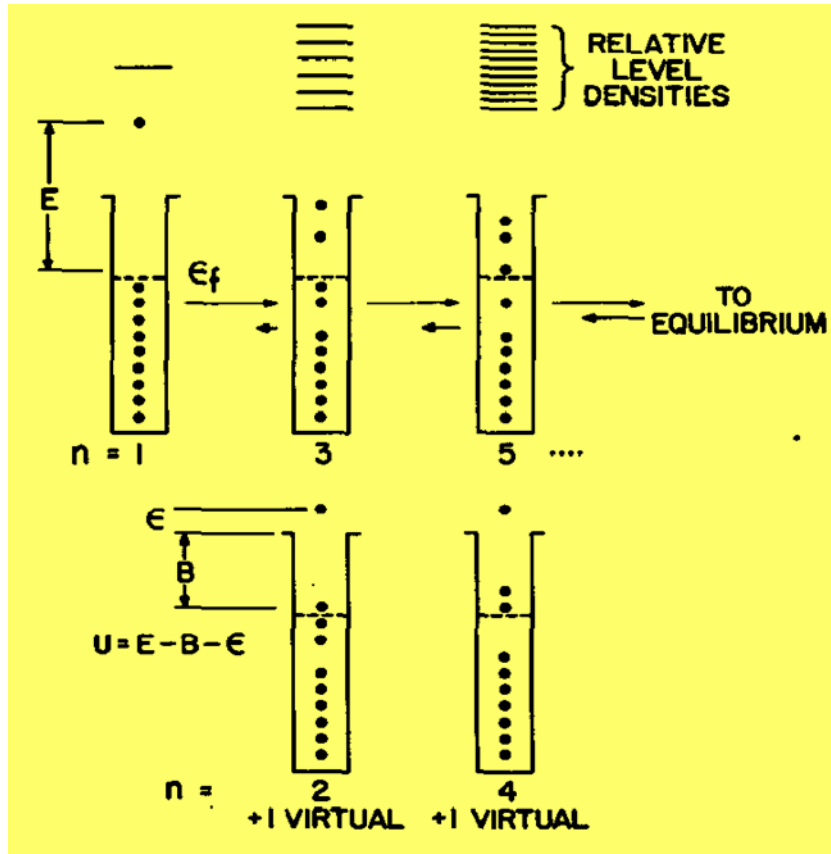 RELATIVE
LEVEL
DENSITIES
E
ϵf
TO
EQUILIBRIUM
n = 1 3 5 ....
ϵ
B
U = E − B − ϵ
n = 2 4
+1 VIRTUAL +1 VIRTUAL